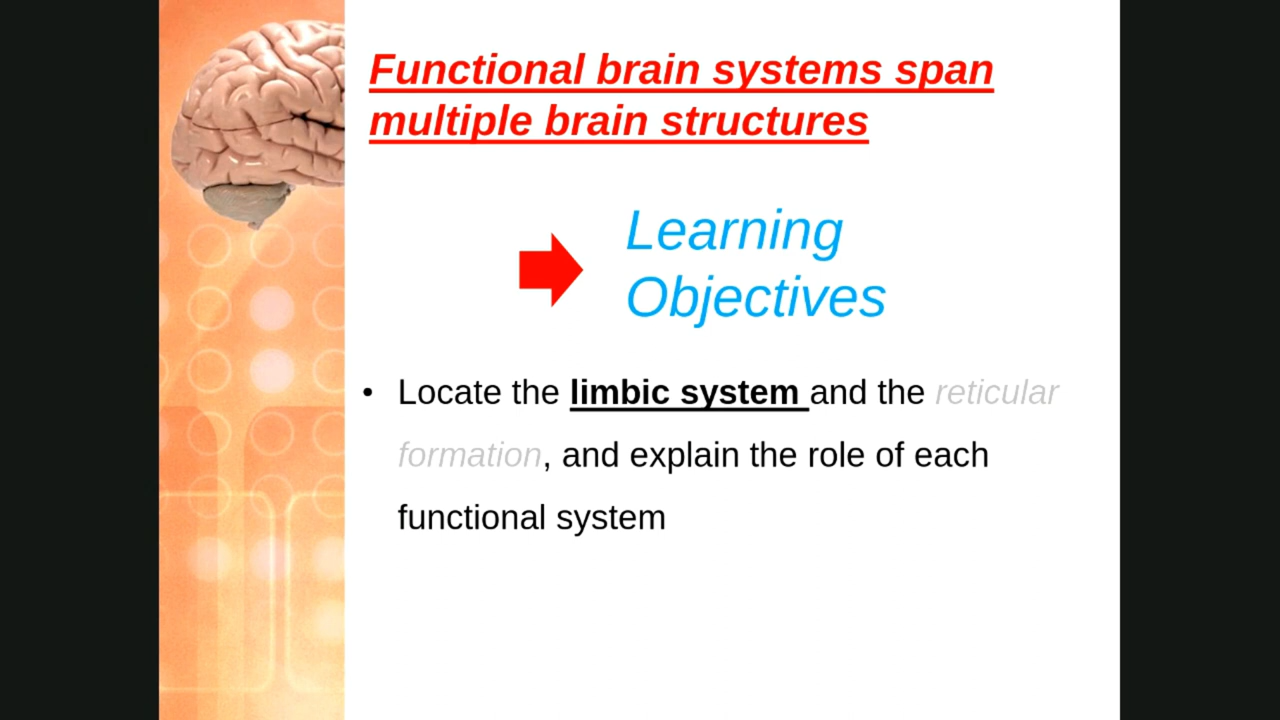 Functional brain systems span
multiple brain structures
Learning
Objectives
• Locate the limbic system and the reticular
formation, and explain the role of each
functional system